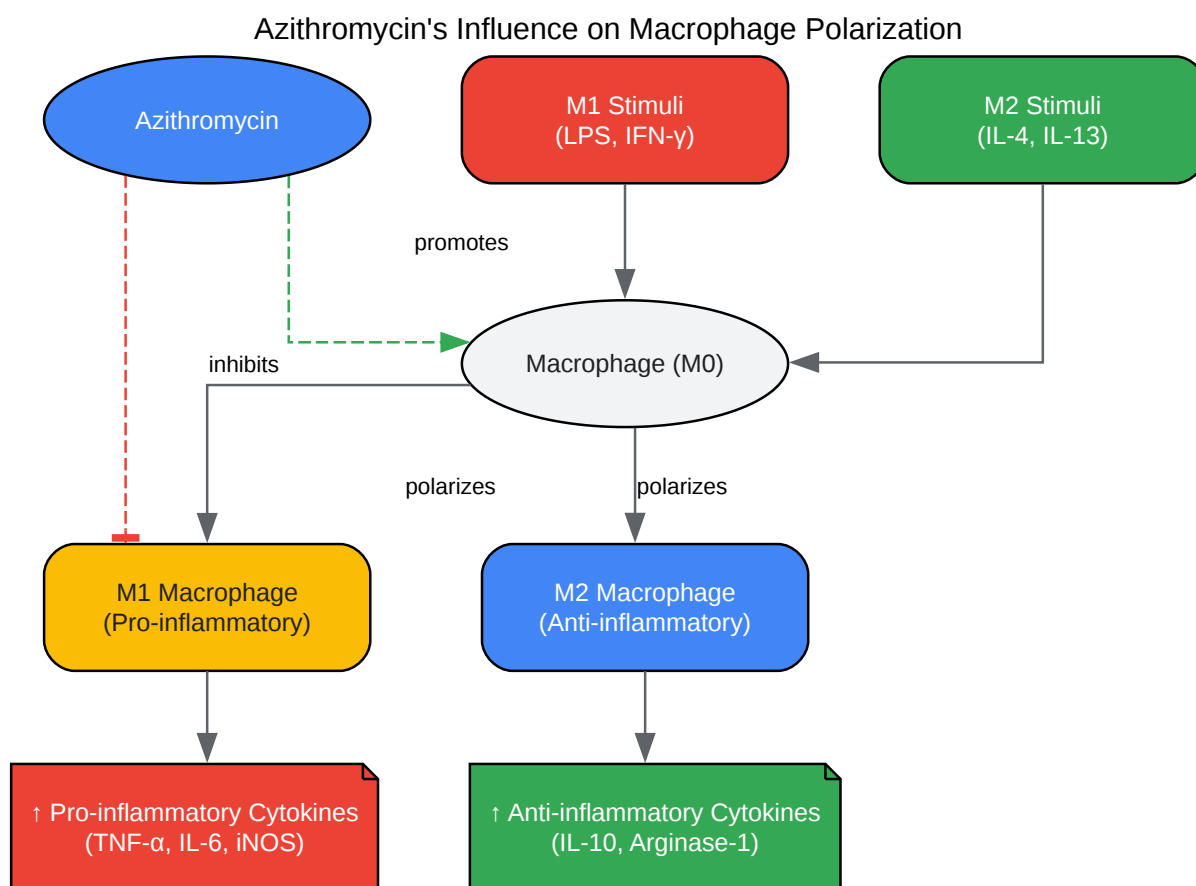 Azithromycin's Influence on Macrophage Polarization
Azithromycin
M1 Stimuli
(LPS, IFN-γ)
M2 Stimuli
(IL-4, IL-13)
promotes
Macrophage (M0)
inhibits
polarizes
polarizes
M1 Macrophage
(Pro-inflammatory)
M2 Macrophage
(Anti-inflammatory)
↑ Pro-inflammatory Cytokines
(TNF-α, IL-6, iNOS)
↑ Anti-inflammatory Cytokines
(IL-10, Arginase-1)